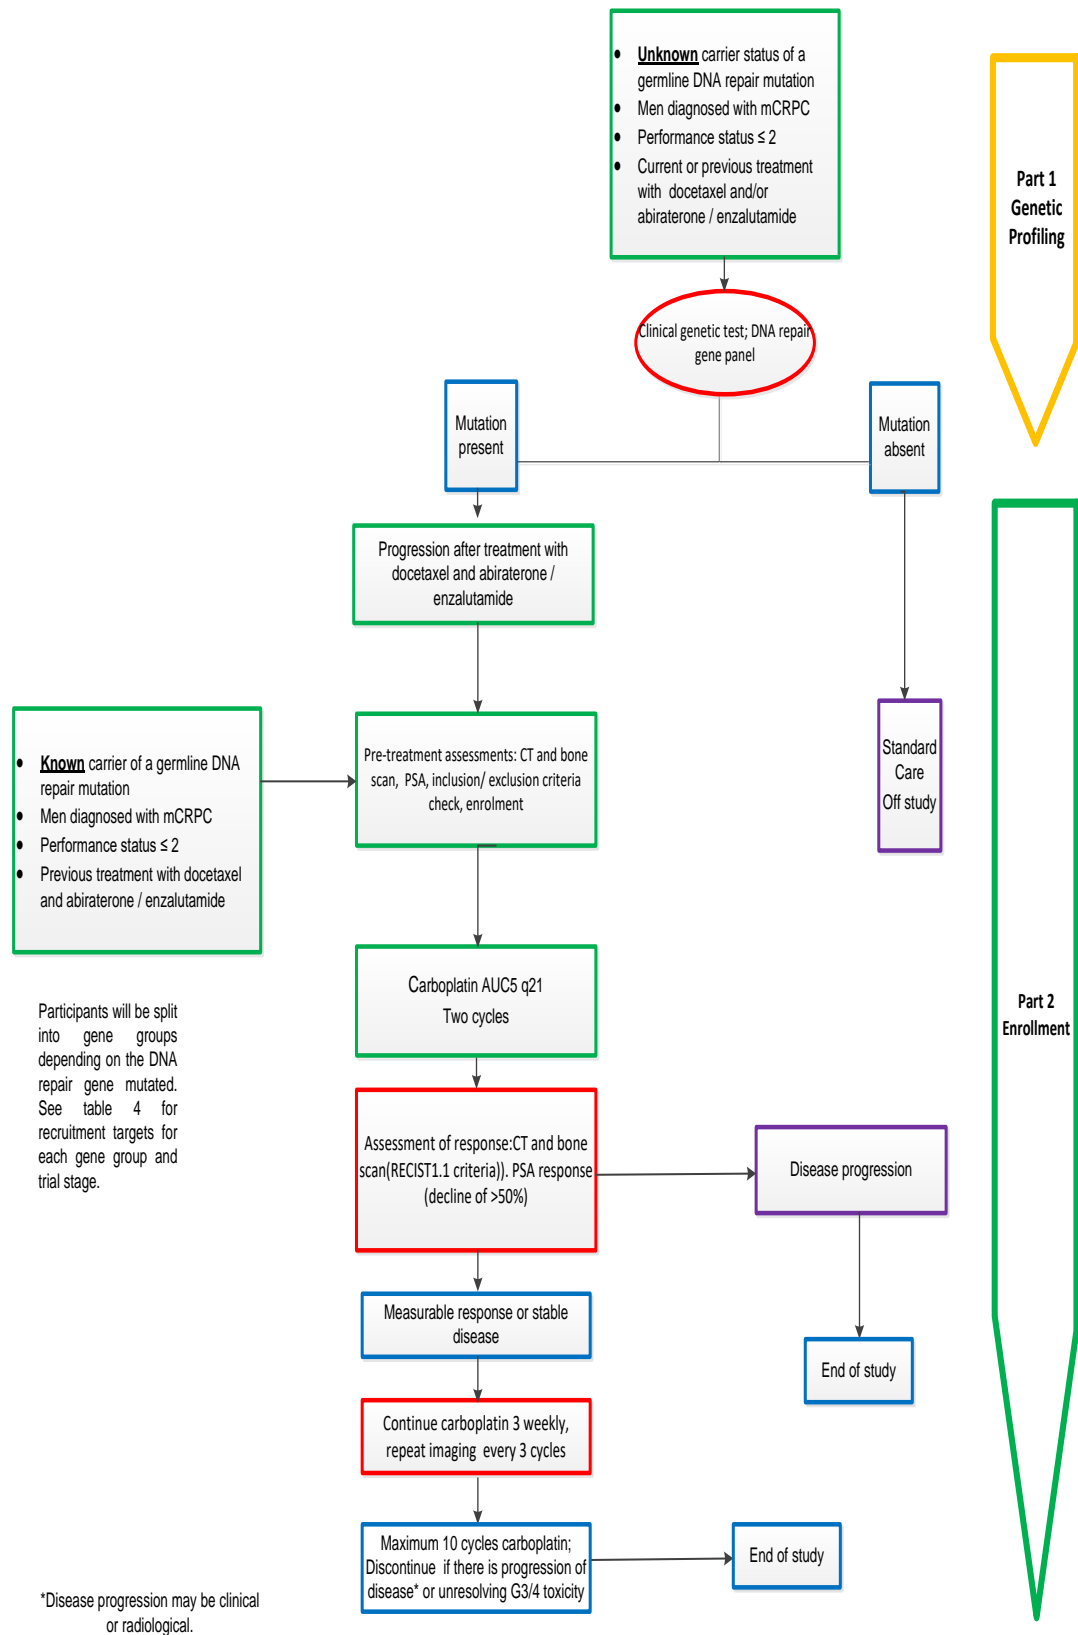 Unknown carrier status of a
germline DNA repair mutation
Men diagnosed with mCRPC
Performance status ≤ 2
Current or previous treatment
with docetaxel and/or
abiraterone / enzalutamide
Part 1
Genetic
Profiling
Clinical genetic test; DNA repair
gene panel
Mutation
present
Mutation
absent
Progression after treatment with
docetaxel and abiraterone /
enzalutamide
Known carrier of a germline DNA
repair mutation
Men diagnosed with mCRPC
Performance status ≤ 2
Previous treatment with docetaxel
and abiraterone / enzalutamide
Pre-treatment assessments: CT and bone
scan, PSA, inclusion/ exclusion criteria
check, enrolment
Standard
Care
Off study
Carboplatin AUC5 q21
Two cycles
Participants will be split
into gene groups
depending on the DNA
repair gene mutated.
See table 4 for
recruitment targets for
each gene group and
trial stage.
Part 2
Enrollment
Assessment of response:CT and bone
scan(RECIST1.1 criteria)). PSA response
(decline of >50%)
Disease progression
Measurable response or stable
disease
End of study
Continue carboplatin 3 weekly,
repeat imaging every 3 cycles
Maximum 10 cycles carboplatin;
Discontinue if there is progression of
disease* or unresolving G3/4 toxicity
End of study
*Disease progression may be clinical
or radiological.